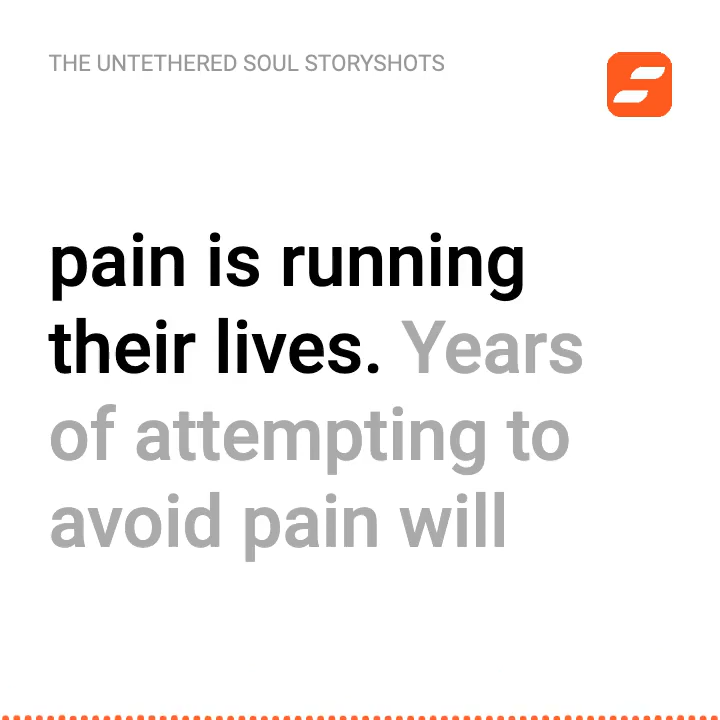 THE UNTETHERED SOUL STORYSHOTS
pain is running
their lives. Years
of attempting to
avoid pain will